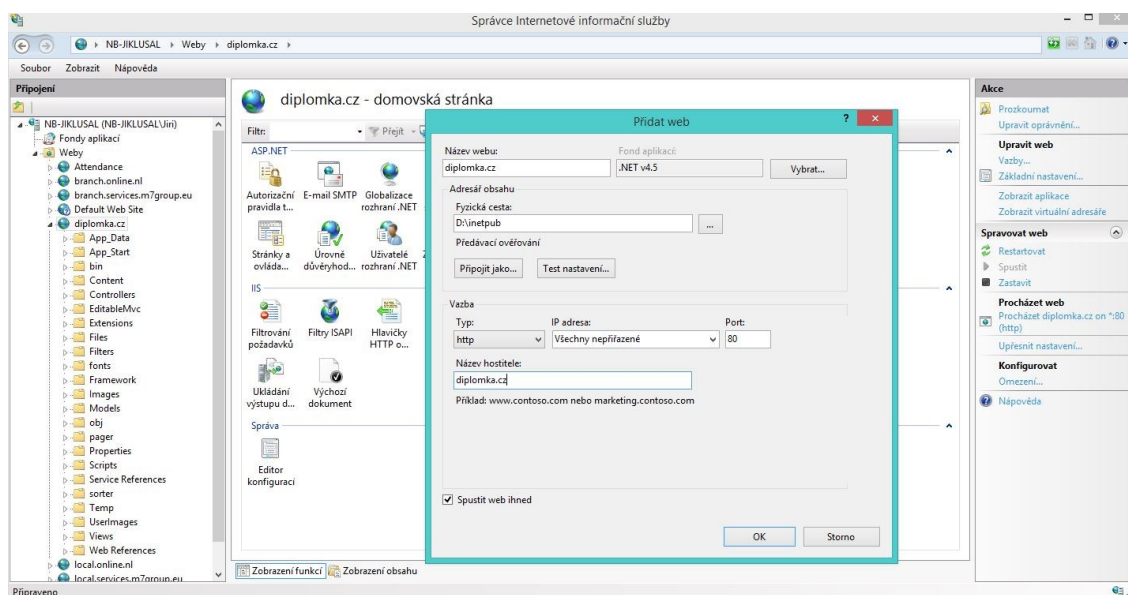 Správce Internetové informační služby
NB-JIKLUSAL
Weby
diplomka.cz
Soubor Zobrazit Nápověda
Připojení
NB-JIKLUSAL (NB-JIKLUSAL\Jiri)
Fondy aplikací
Weby
Attendance
branch.online.nl
branch.services.m7group.eu
Default Web Site
diplomka.cz
App_Data
App_Start
bin
Content
Controllers
EditableMvc
Extensions
Files
Filters
fonts
Framework
Images
Models
obj
pager
Properties
Scripts
Service References
sorter
Temp
UserImages
Views
Web References
local.online.nl
local.services.m7group.eu
diplomka.cz - domovská stránka
Filtr:
Přejít
ASP.NET
Autorizační pravidla t...
E-mail SMTP
Globalizace rozhraní .NET
Stránky a ovláda...
Úrovně důvěryhod...
Uživatelé rozhraní .NET
IIS
Filtrování požadavků
Filtry ISAPI
Hlavičky HTTP o...
Ukládání výstupu d...
Výchozí dokument
Správa
Editor konfigurací
Zobrazení funkcí
Zobrazení obsahu
Přidat web
?
Název webu:
Fond aplikací:
diplomka.cz
.NET v4.5
Vybrat...
Adresář obsahu
Fyzická cesta:
D:\inetpub
...
Předávací ověřování
Připojit jako...
Test nastavení...
Vazba
Typ:
IP adresa:
Port:
http
Všechny nepřiřazené
80
Název hostitele:
diplomka.cz
Příklad: www.contoso.com nebo marketing.contoso.com
Spustit web ihned
OK
Storno
Akce
Prozkoumat
Upravit oprávnění...
Upravit web
Vazby...
Základní nastavení...
Zobrazit aplikace
Zobrazit virtuální adresáře
Spravovat web
Restartovat
Spustit
Zastavit
Procházet web
Procházet diplomka.cz on *:80
(http)
Upřesnit nastavení...
Konfigurovat
Omezení...
Nápověda
Připraveno